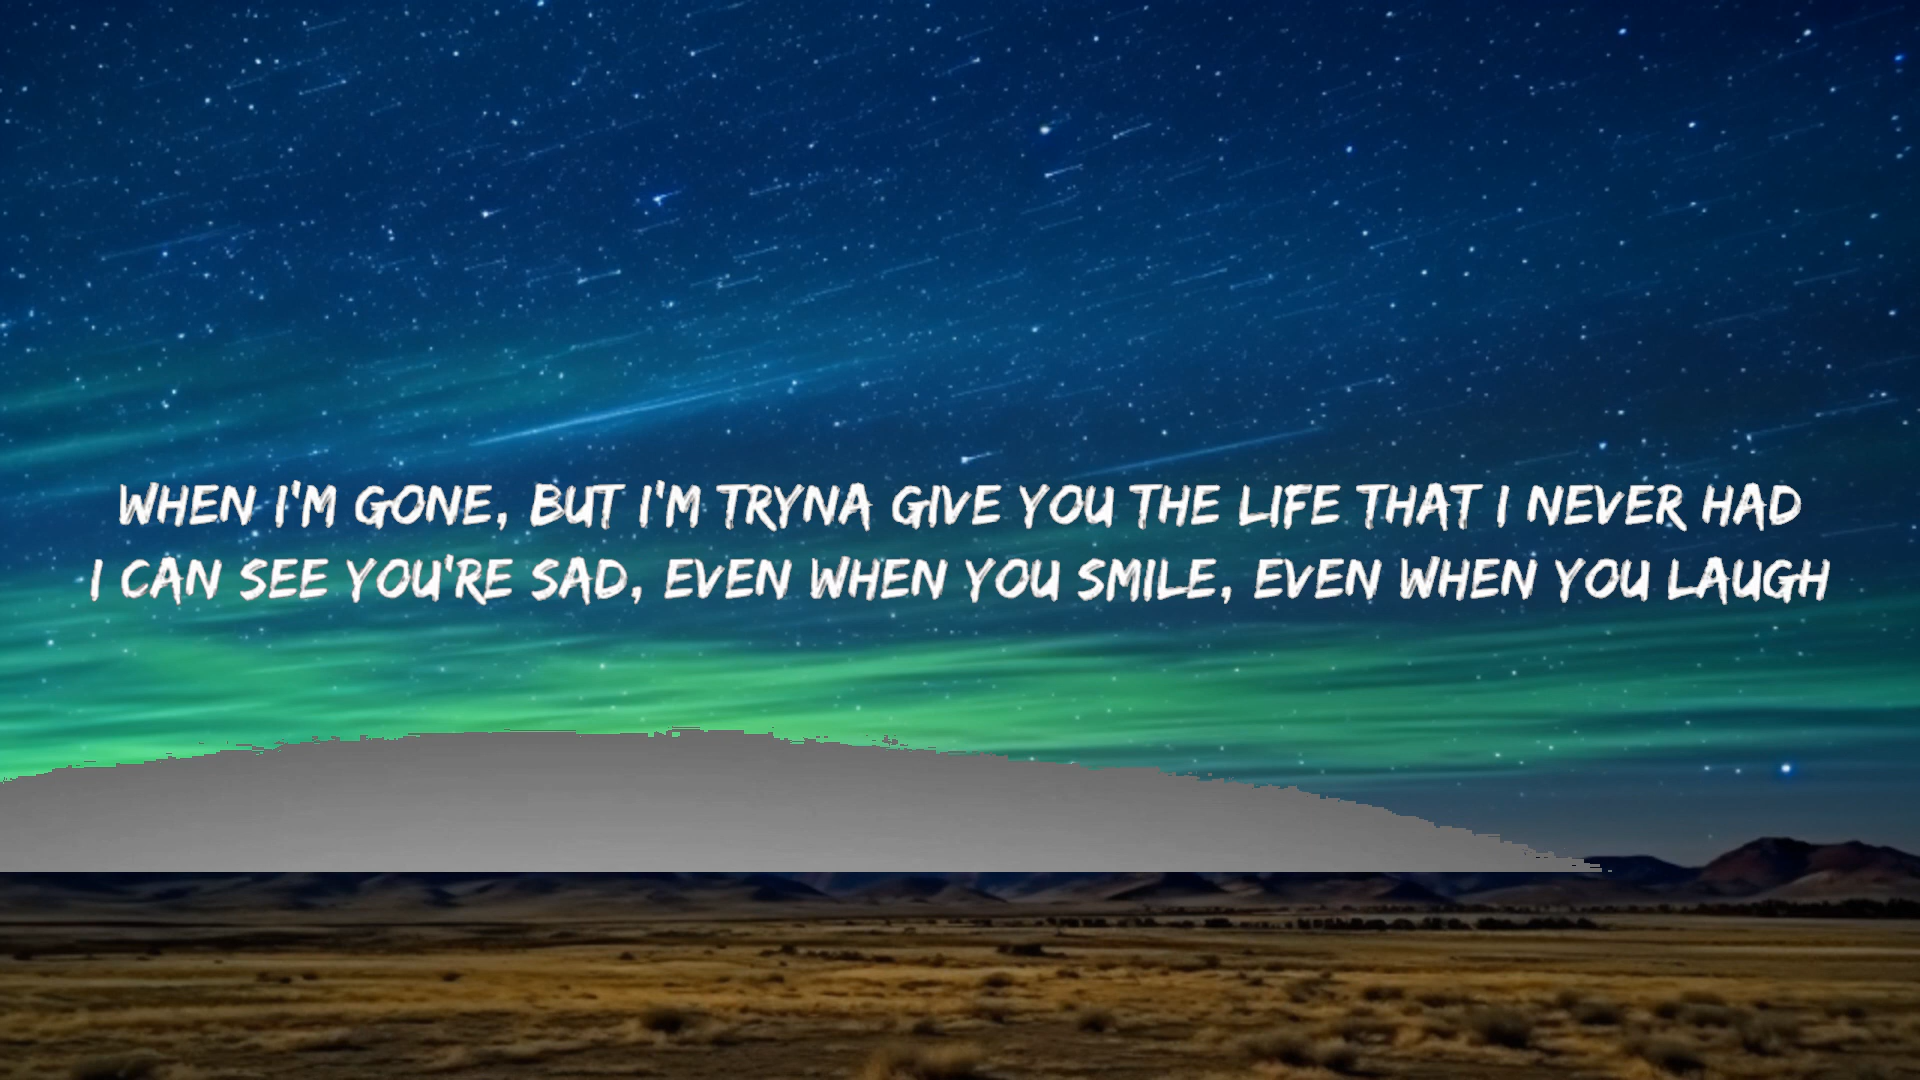 WHEN I'M GONE, BUT I'M TRYNA GIVE YOU THE LIFE THAT I NEVER HAD
I CAN SEE YOU'RE SAD, EVEN WHEN YOU SMILE, EVEN WHEN YOU LAUGH